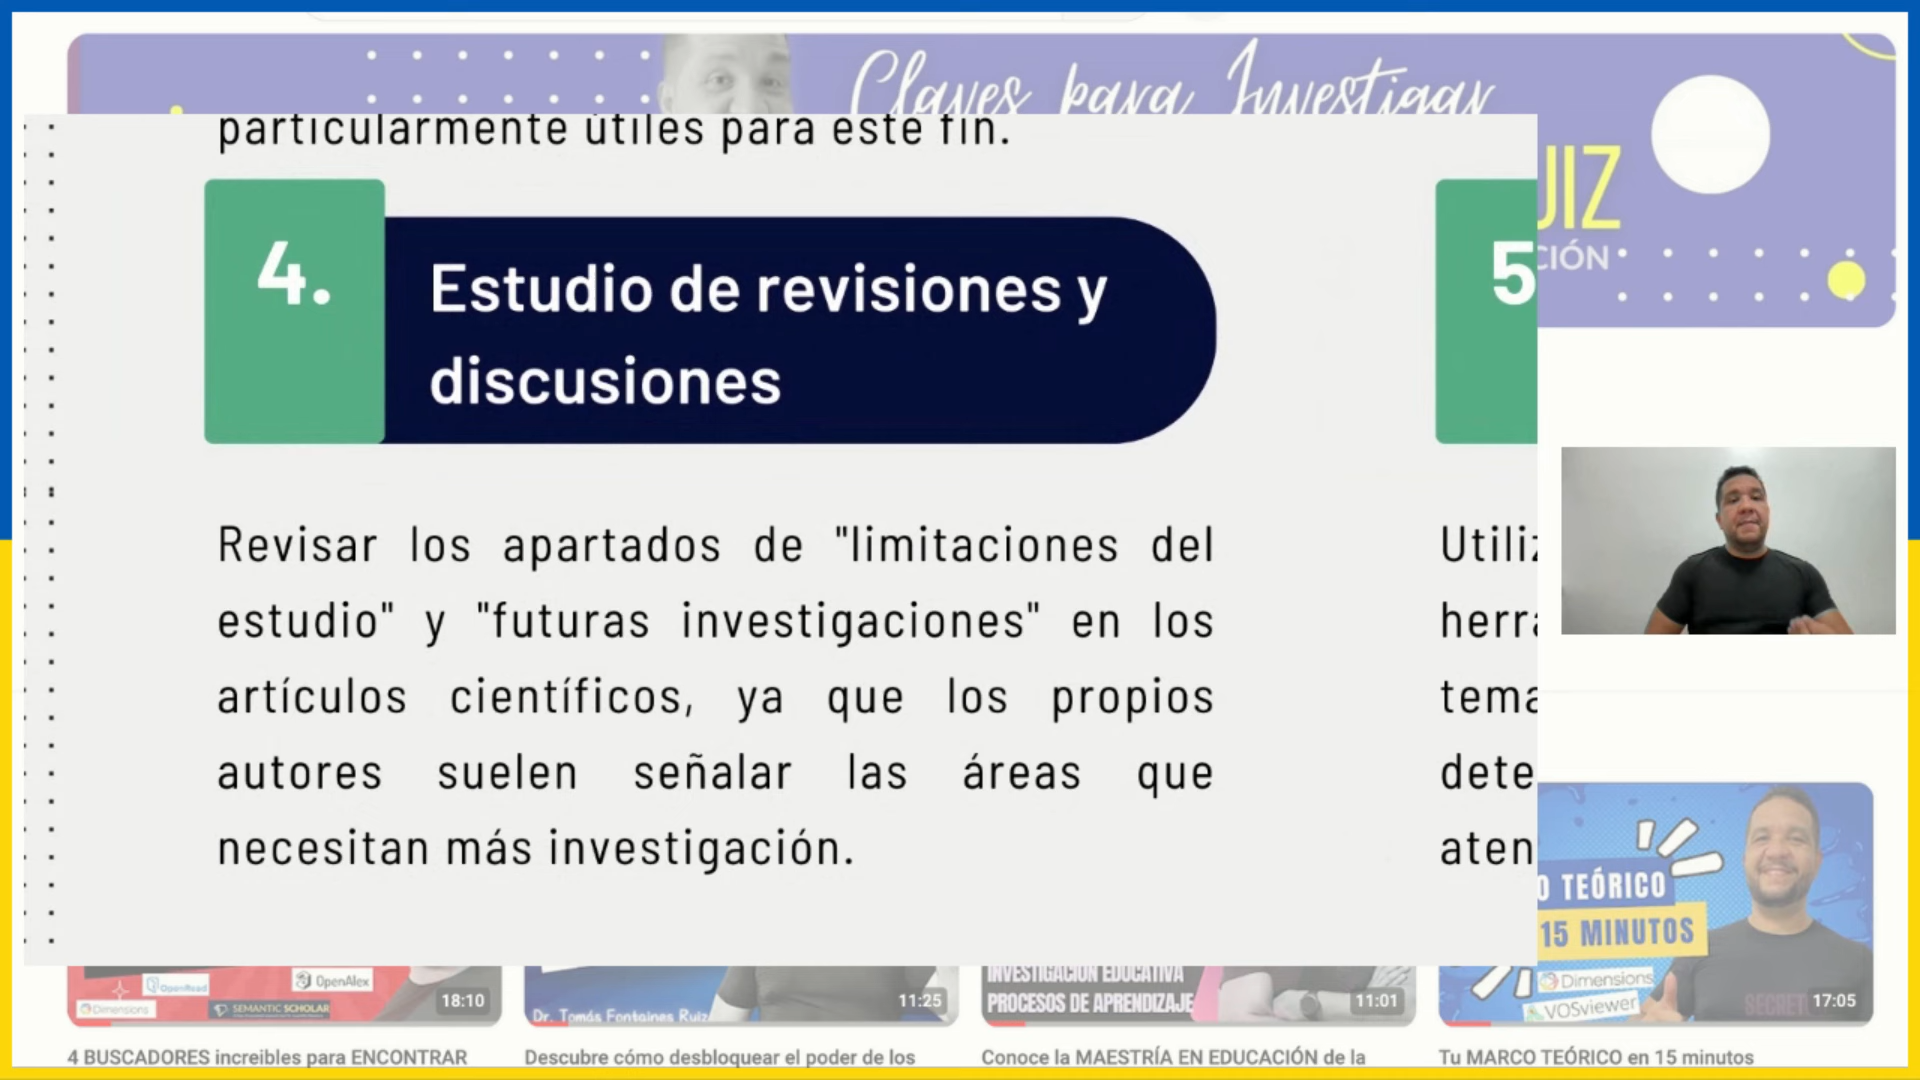 Claves para Investigar
UIZ
CIÓN
particularmente útiles para este fin.
4.
Estudio de revisiones y
discusiones
5
Revisar los apartados de "limitaciones del
estudio" y "futuras investigaciones" en los
artículos científicos, ya que los propios
autores suelen señalar las áreas que
necesitan más investigación.
Utiliz
herra
tema
dete
aten
O TEÓRICO
15 MINUTOS
Dimensions
VOSviewer
SECRET
17:05
OpenRead
OpenAlex
Dimensions
SEMANTIC SCHOLAR
18:10
Dr. Tomás Fontaines Ruiz
11:25
INVESTIGACIÓN EDUCATIVA
PROCESOS DE APRENDIZAJE
11:01
4 BUSCADORES increibles para ENCONTRAR
Descubre cómo desbloquear el poder de los
Conoce la MAESTRÍA EN EDUCACIÓN de la
Tu MARCO TEÓRICO en 15 minutos